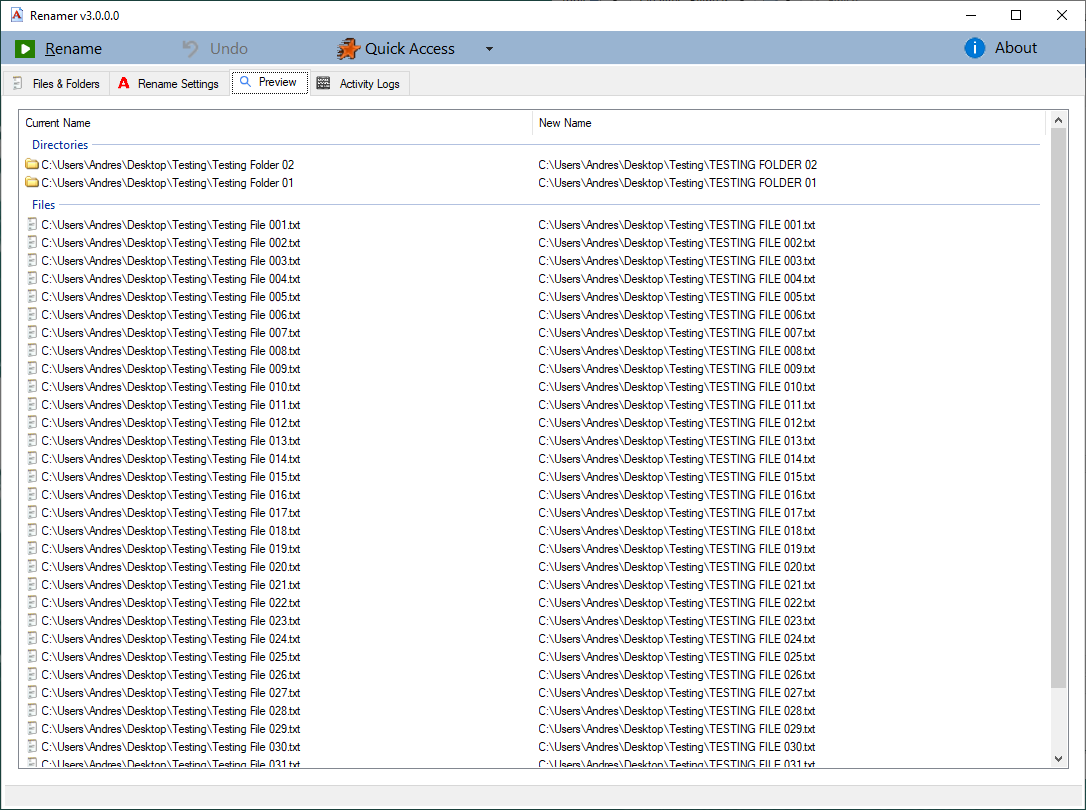 Renamer v3.0.0.0
Rename Undo Quick Access About
Files & Folders Rename Settings Preview Activity Logs
Current Name New Name
Directories
C:\Users\Andres\Desktop\Testing\Testing Folder 02 C:\Users\Andres\Desktop\Testing\TESTING FOLDER 02
C:\Users\Andres\Desktop\Testing\Testing Folder 01 C:\Users\Andres\Desktop\Testing\TESTING FOLDER 01
Files
C:\Users\Andres\Desktop\Testing\Testing File 001.txt C:\Users\Andres\Desktop\Testing\TESTING FILE 001.txt
C:\Users\Andres\Desktop\Testing\Testing File 002.txt C:\Users\Andres\Desktop\Testing\TESTING FILE 002.txt
C:\Users\Andres\Desktop\Testing\Testing File 003.txt C:\Users\Andres\Desktop\Testing\TESTING FILE 003.txt
C:\Users\Andres\Desktop\Testing\Testing File 004.txt C:\Users\Andres\Desktop\Testing\TESTING FILE 004.txt
C:\Users\Andres\Desktop\Testing\Testing File 005.txt C:\Users\Andres\Desktop\Testing\TESTING FILE 005.txt
C:\Users\Andres\Desktop\Testing\Testing File 006.txt C:\Users\Andres\Desktop\Testing\TESTING FILE 006.txt
C:\Users\Andres\Desktop\Testing\Testing File 007.txt C:\Users\Andres\Desktop\Testing\TESTING FILE 007.txt
C:\Users\Andres\Desktop\Testing\Testing File 008.txt C:\Users\Andres\Desktop\Testing\TESTING FILE 008.txt
C:\Users\Andres\Desktop\Testing\Testing File 009.txt C:\Users\Andres\Desktop\Testing\TESTING FILE 009.txt
C:\Users\Andres\Desktop\Testing\Testing File 010.txt C:\Users\Andres\Desktop\Testing\TESTING FILE 010.txt
C:\Users\Andres\Desktop\Testing\Testing File 011.txt C:\Users\Andres\Desktop\Testing\TESTING FILE 011.txt
C:\Users\Andres\Desktop\Testing\Testing File 012.txt C:\Users\Andres\Desktop\Testing\TESTING FILE 012.txt
C:\Users\Andres\Desktop\Testing\Testing File 013.txt C:\Users\Andres\Desktop\Testing\TESTING FILE 013.txt
C:\Users\Andres\Desktop\Testing\Testing File 014.txt C:\Users\Andres\Desktop\Testing\TESTING FILE 014.txt
C:\Users\Andres\Desktop\Testing\Testing File 015.txt C:\Users\Andres\Desktop\Testing\TESTING FILE 015.txt
C:\Users\Andres\Desktop\Testing\Testing File 016.txt C:\Users\Andres\Desktop\Testing\TESTING FILE 016.txt
C:\Users\Andres\Desktop\Testing\Testing File 017.txt C:\Users\Andres\Desktop\Testing\TESTING FILE 017.txt
C:\Users\Andres\Desktop\Testing\Testing File 018.txt C:\Users\Andres\Desktop\Testing\TESTING FILE 018.txt
C:\Users\Andres\Desktop\Testing\Testing File 019.txt C:\Users\Andres\Desktop\Testing\TESTING FILE 019.txt
C:\Users\Andres\Desktop\Testing\Testing File 020.txt C:\Users\Andres\Desktop\Testing\TESTING FILE 020.txt
C:\Users\Andres\Desktop\Testing\Testing File 021.txt C:\Users\Andres\Desktop\Testing\TESTING FILE 021.txt
C:\Users\Andres\Desktop\Testing\Testing File 022.txt C:\Users\Andres\Desktop\Testing\TESTING FILE 022.txt
C:\Users\Andres\Desktop\Testing\Testing File 023.txt C:\Users\Andres\Desktop\Testing\TESTING FILE 023.txt
C:\Users\Andres\Desktop\Testing\Testing File 024.txt C:\Users\Andres\Desktop\Testing\TESTING FILE 024.txt
C:\Users\Andres\Desktop\Testing\Testing File 025.txt C:\Users\Andres\Desktop\Testing\TESTING FILE 025.txt
C:\Users\Andres\Desktop\Testing\Testing File 026.txt C:\Users\Andres\Desktop\Testing\TESTING FILE 026.txt
C:\Users\Andres\Desktop\Testing\Testing File 027.txt C:\Users\Andres\Desktop\Testing\TESTING FILE 027.txt
C:\Users\Andres\Desktop\Testing\Testing File 028.txt C:\Users\Andres\Desktop\Testing\TESTING FILE 028.txt
C:\Users\Andres\Desktop\Testing\Testing File 029.txt C:\Users\Andres\Desktop\Testing\TESTING FILE 029.txt
C:\Users\Andres\Desktop\Testing\Testing File 030.txt C:\Users\Andres\Desktop\Testing\TESTING FILE 030.txt
C:\Users\Andres\Desktop\Testing\Testing File 031.txt C:\Users\Andres\Desktop\Testing\TESTING FILE 031.txt